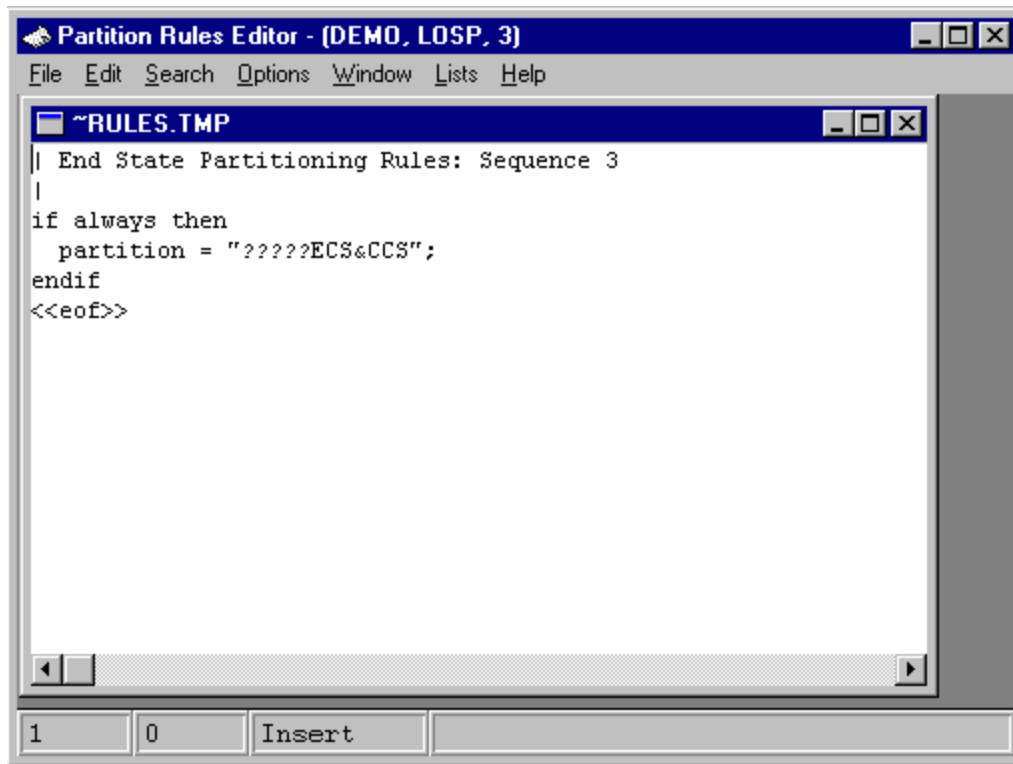 Partition Rules Editor - (DEMO, LOSP, 3)
File Edit Search Options Window Lists Help
~RULES.TMP
| End State Partitioning Rules: Sequence 3
|
if always then
  partition = "?????ECS&CCS";
endif
<<eof>>
1 0 Insert